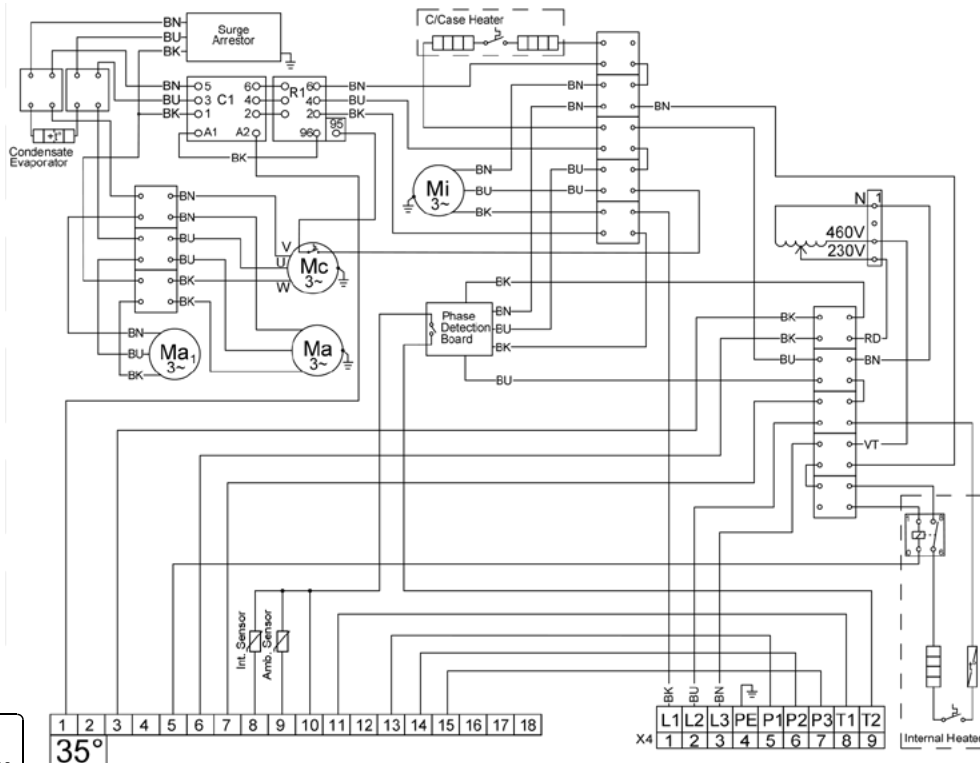 BN
BU
BK
Surge
Arrestor
C/Case Heater
BN
BU
BK
5
3
1
C1
6
4
2
A1
A2
R1
6
4
2
95
96
BN
BU
BK
BK
Condensate
Evaporator
+t°
BN
BN
BU
BU
BK
BK
V
U
W
Mc
3~
Mi
3~
BN
BU
BK
BN
BN
BU
BU
BN
N
1
460V
230V
BK
Phase
Detection
Board
BN
BU
BK
BU
BN
BU
BK
Ma1
3~
Ma
3~
BK
BK
BU
RD
BN
VT
1
8
0
6
Int. Sensor
Amb. Sensor
BK
BU
BN
1 2 3 4 5 6 7 8 9 10 11 12 13 14 15 16 17 18
35°
L1 L2 L3 PE P1 P2 P3 T1 T2
X4 1 2 3 4 5 6 7 8 9
Internal Heater